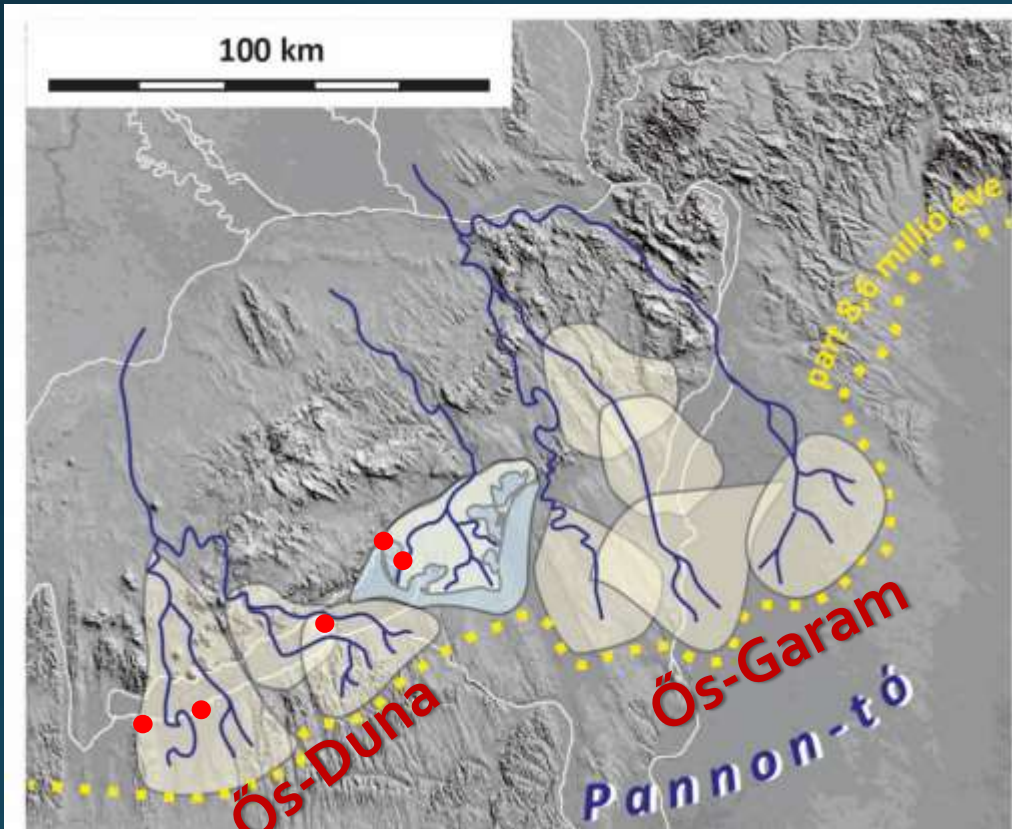 100 km
part 8,6 millió éve
Ős-Garam
Ős-Duna
Pannon-tó